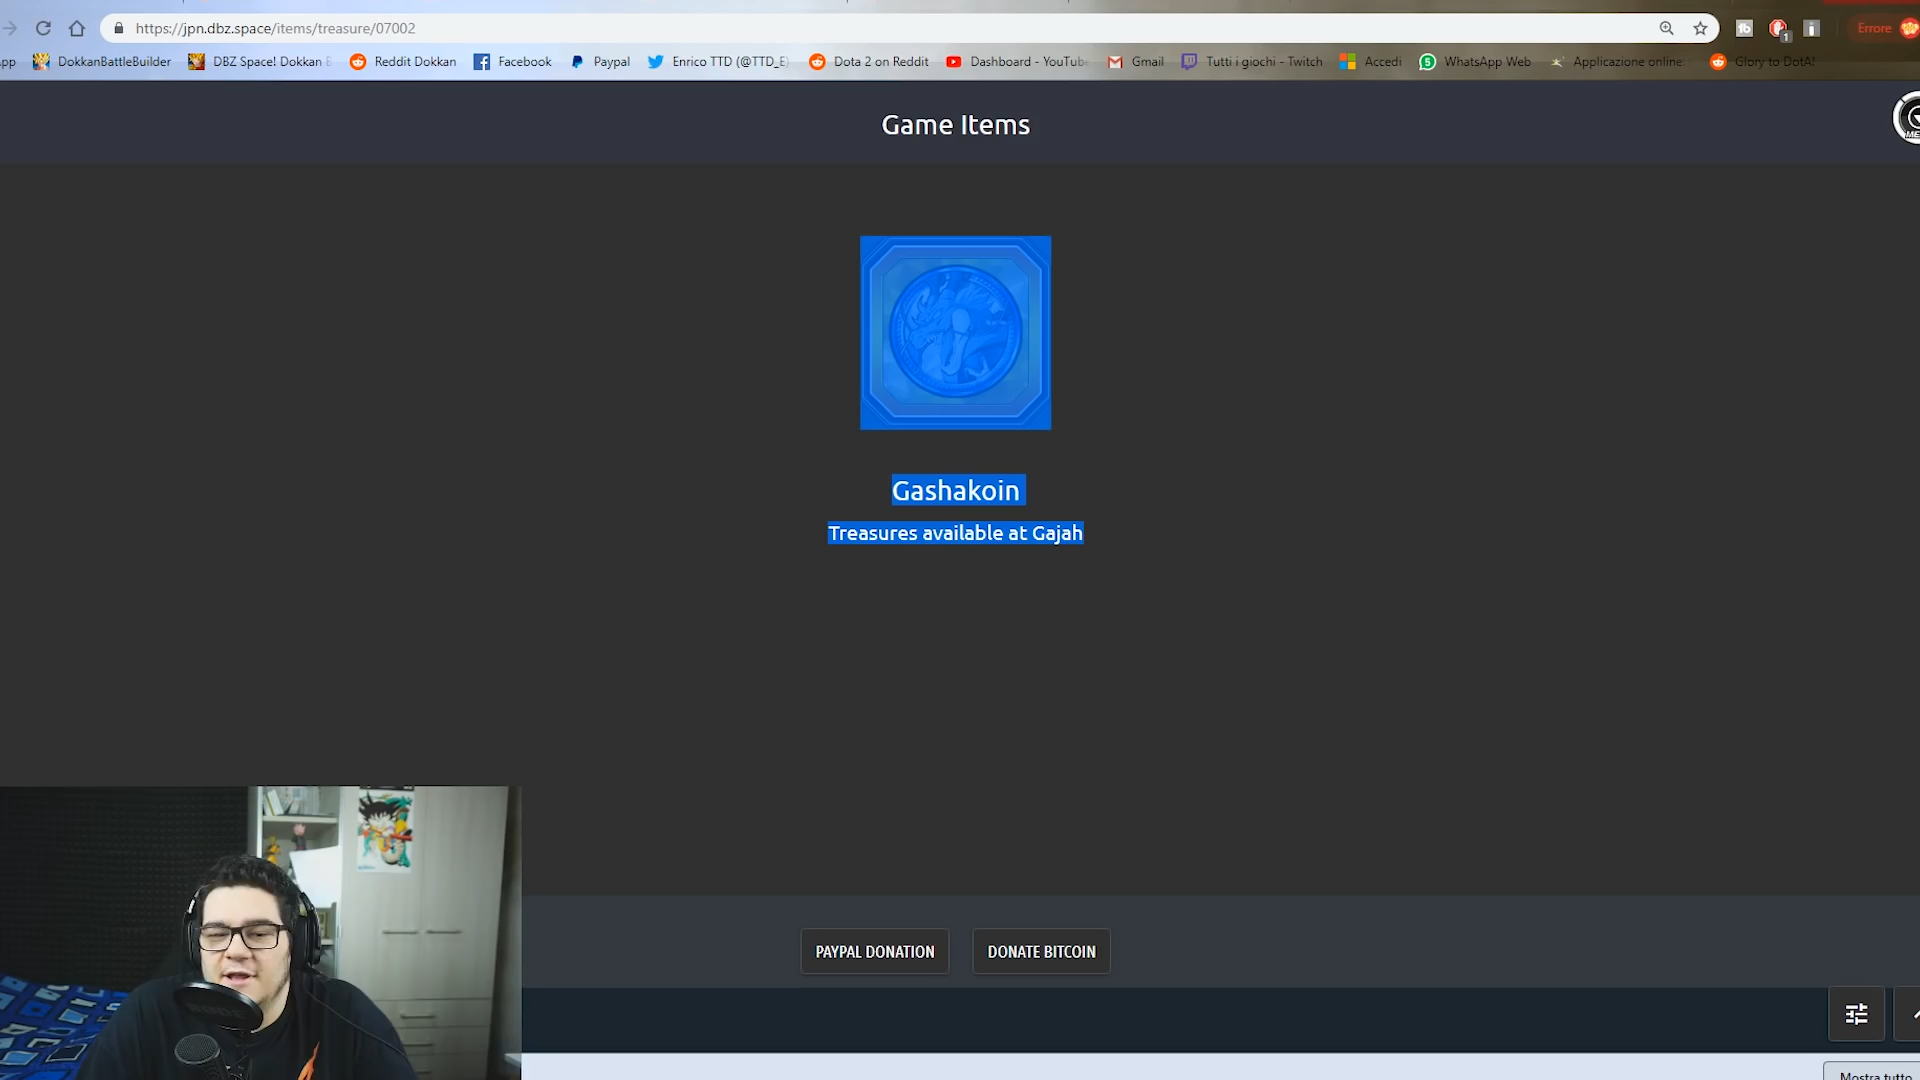 https://jpn.dbz.space/items/treasure/07002
Errore
DokkanBattleBuilder
DBZ Space! Dokkan
Reddit Dokkan
Facebook
Paypal
Enrico TTD (@TTD_E)
Dota 2 on Reddit
Dashboard - YouTube
Gmail
Tutti i giochi - Twitch
Accedi
WhatsApp Web
Applicazione online
Glory to DotA!
Game Items
Gashakoin
Treasures available at Gajah
PAYPAL DONATION
DONATE BITCOIN
RODE
Mostra tutto